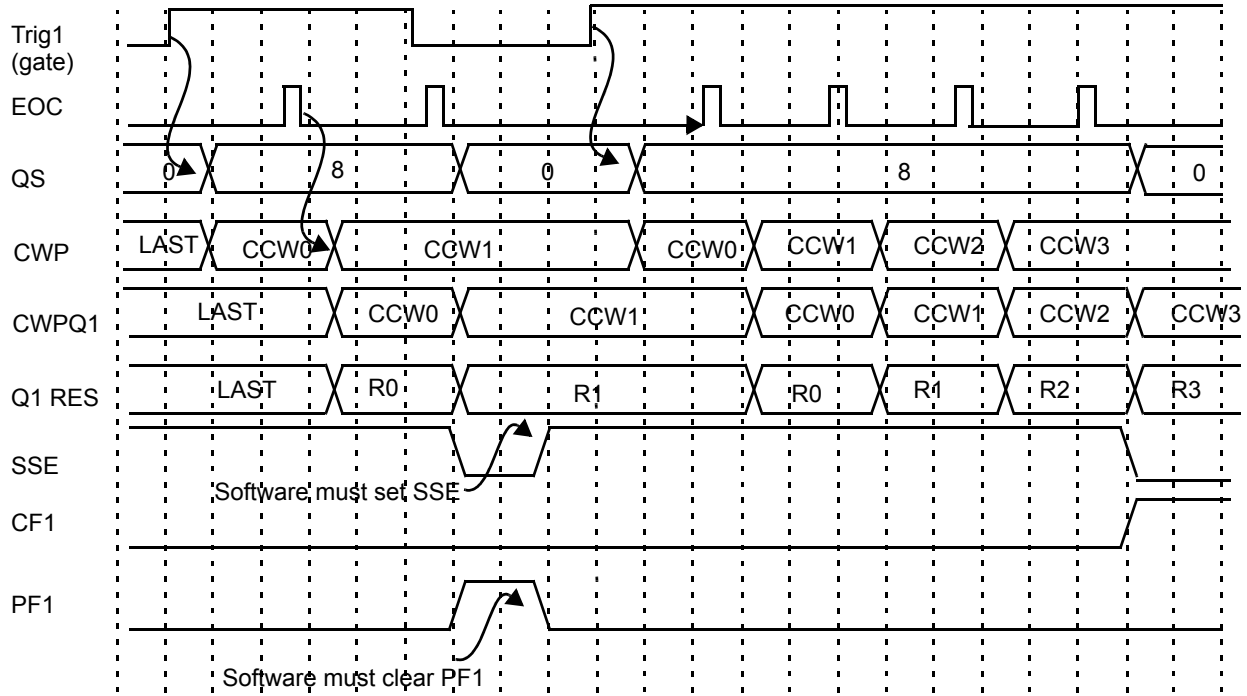 Trig1
(gate)
EOC
QS 0 8 0 8 0
CWP LAST CCW0 CCW1 CCW0 CCW1 CCW2 CCW3
CWPQ1 LAST CCW0 CCW1 CCW0 CCW1 CCW2 CCW3
Q1 RES LAST R0 R1 R0 R1 R2 R3
SSE
Software must set SSE
CF1
PF1
Software must clear PF1